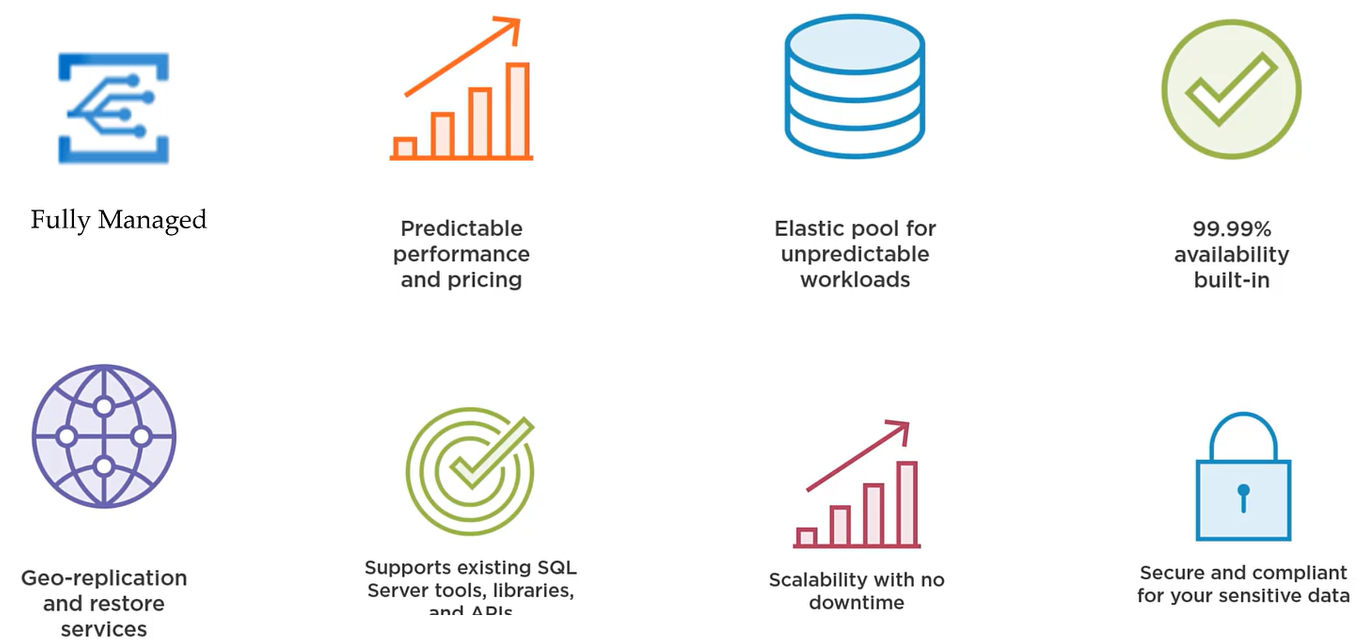 Fully Managed
Predictable
performance
and pricing
Elastic pool for
unpredictable
workloads
99.99%
availability
built-in
Geo-replication
and restore
services
Supports existing SQL
Server tools, libraries,
and APIs
Scalability with no
downtime
Secure and compliant
for your sensitive data